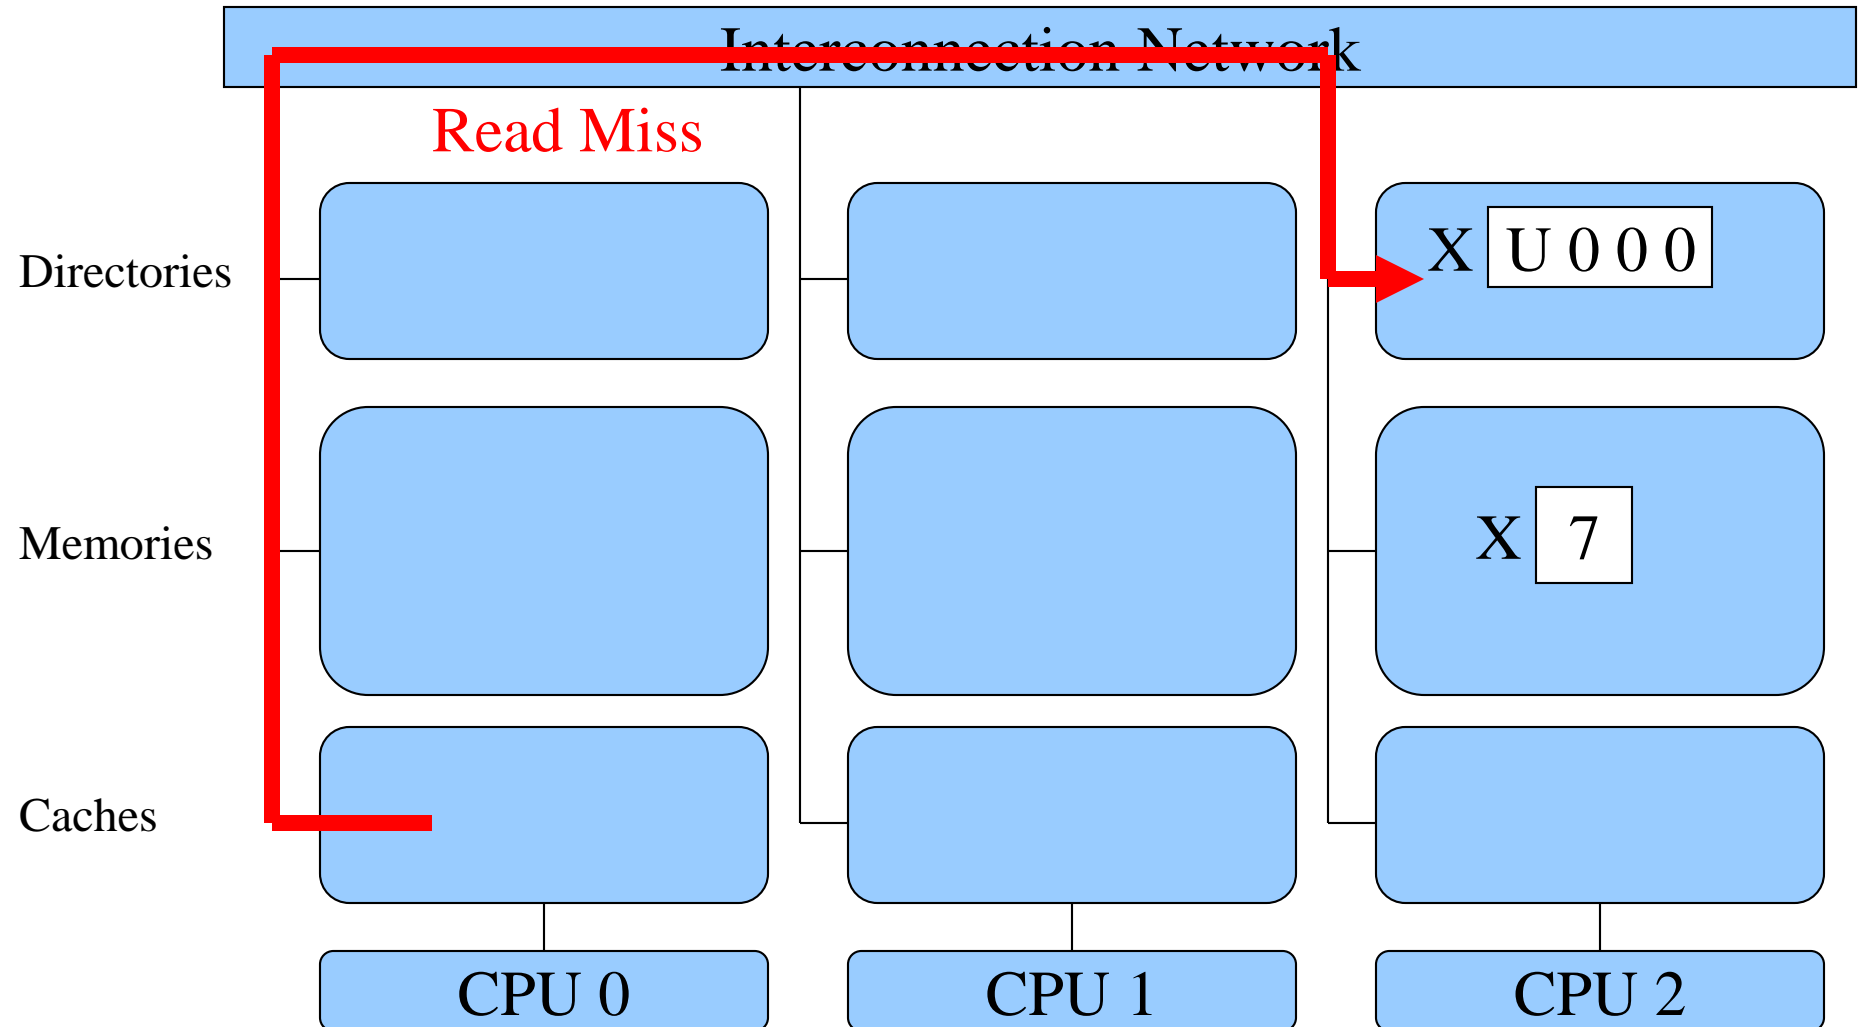 Interconnection Network
Read Miss
Directories
X U 0 0 0
Memories
X 7
Caches
CPU 0 CPU 1 CPU 2